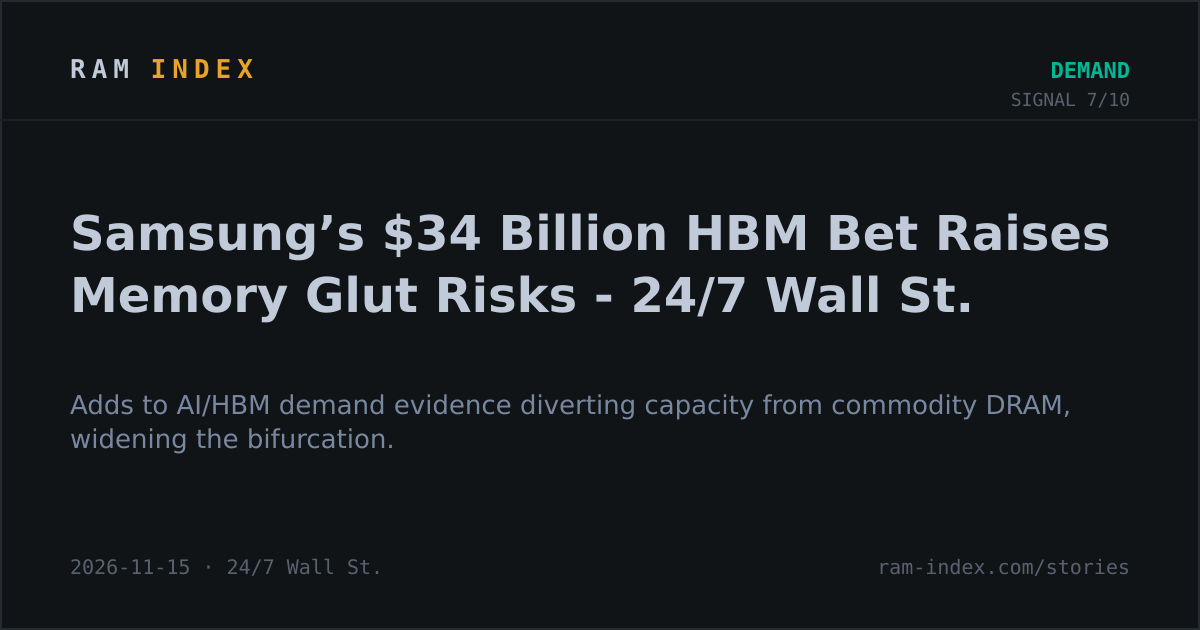 RAM INDEX
DEMAND
SIGNAL 7/10
Samsung’s $34 Billion HBM Bet Raises
Memory Glut Risks - 24/7 Wall St.
Adds to AI/HBM demand evidence diverting capacity from commodity DRAM,
widening the bifurcation.
2026-11-15 · 24/7 Wall St.
ram-index.com/stories